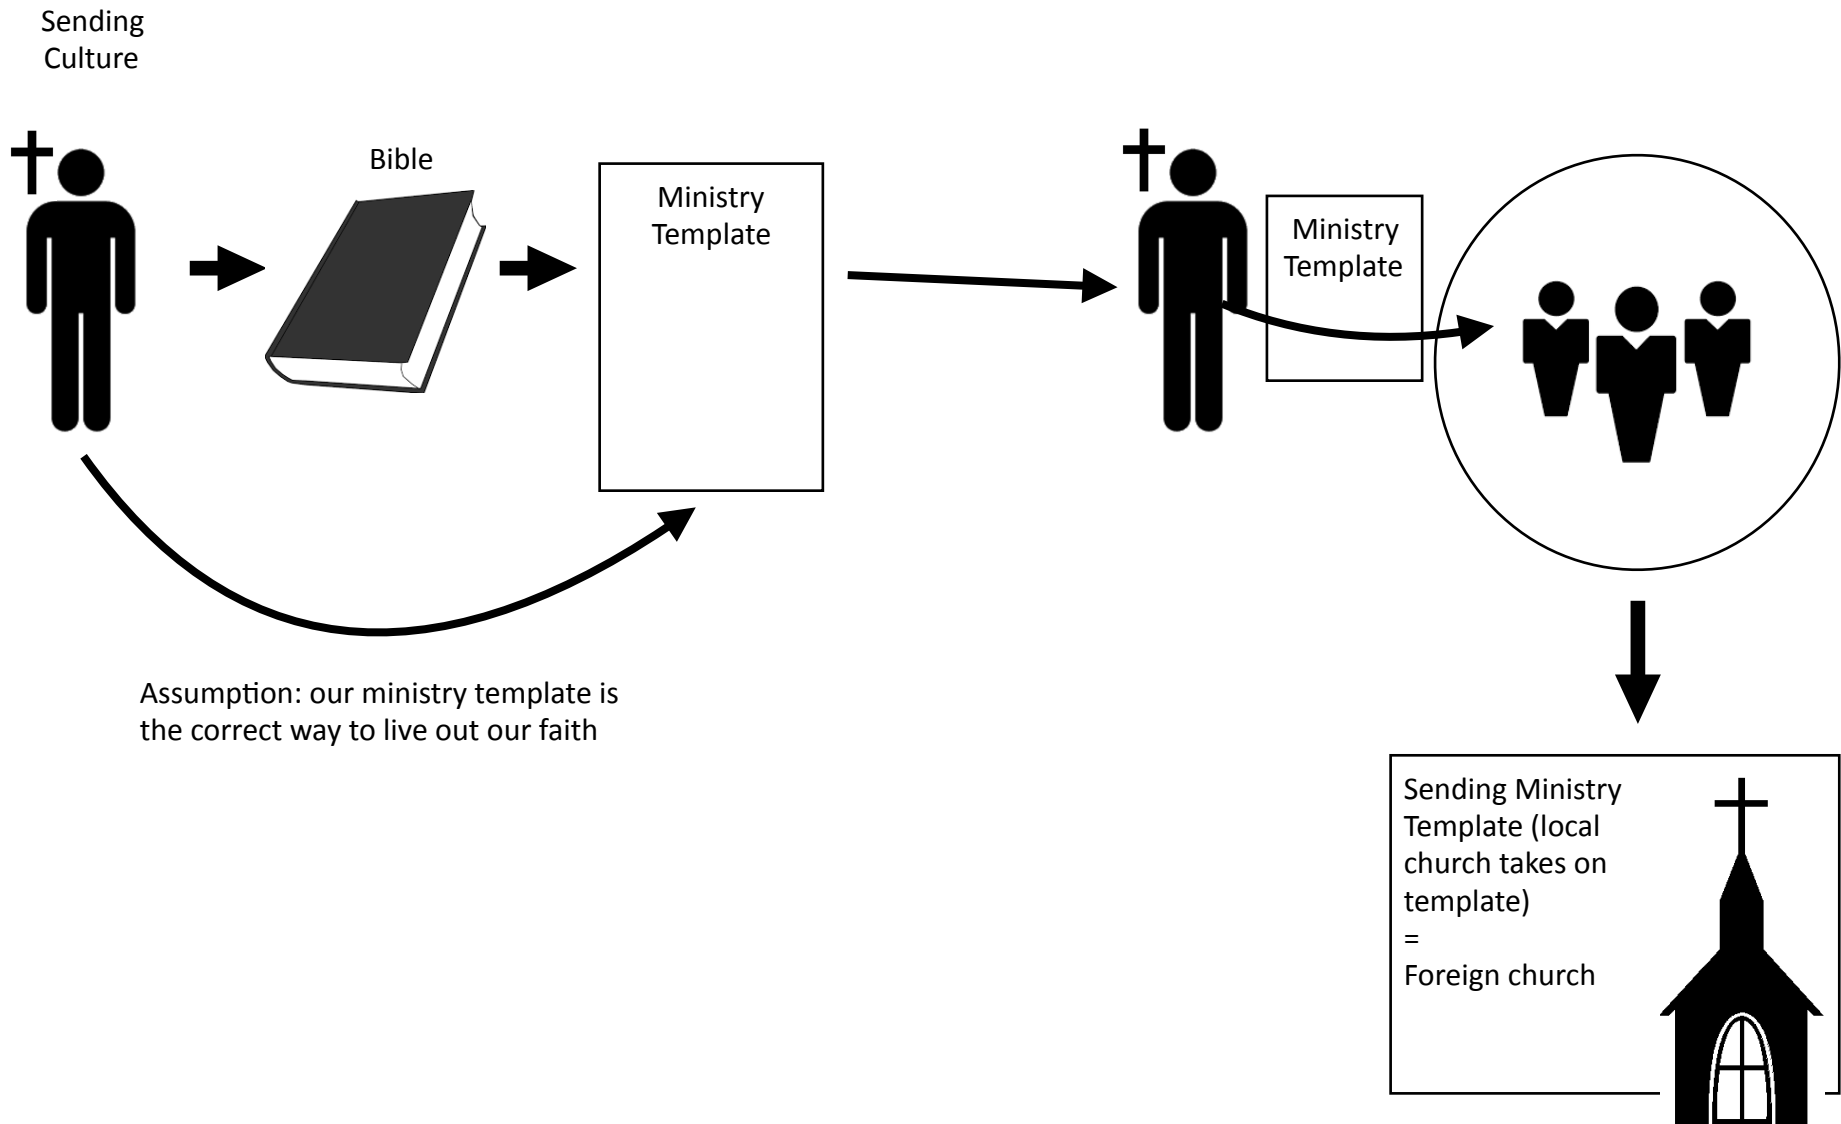 Sending
Culture
Bible
Ministry
Template
Ministry
Template
Assumption: our ministry template is
the correct way to live out our faith
Sending Ministry
Template (local
church takes on
template)
=
Foreign church